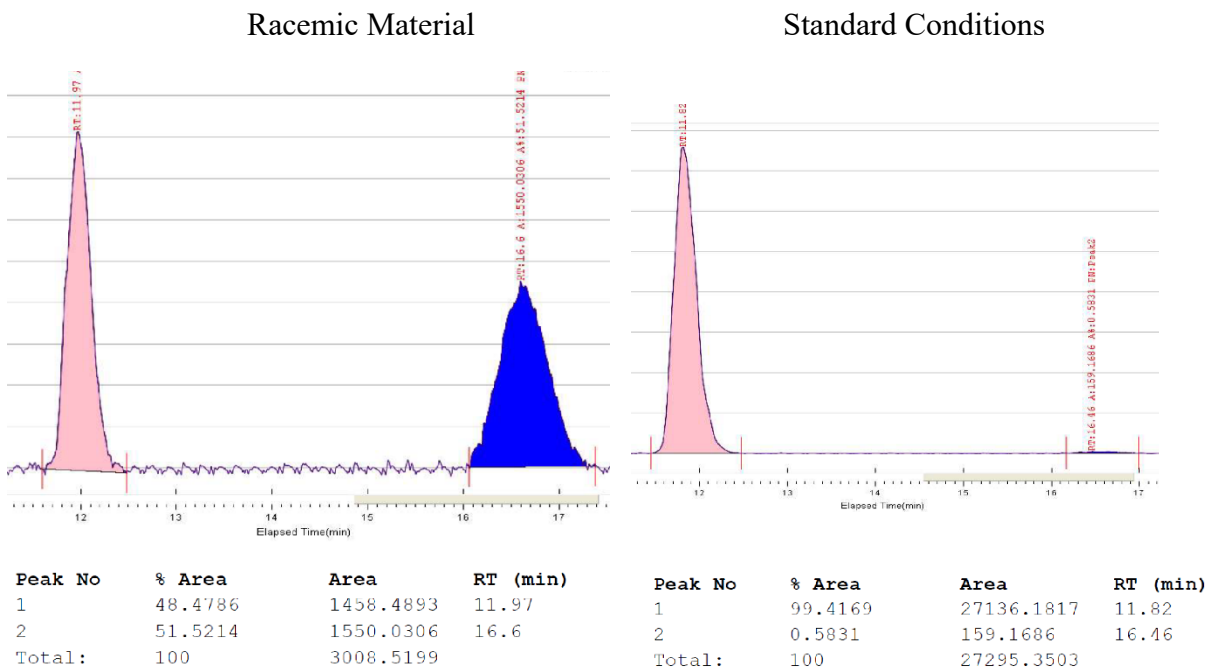 Racemic Material
Standard Conditions
RT:11.97
RT:16.6 A:1550.0306 A%:51.5214
12 13 14 15 16 17
Elapsed Time(min)
RT:11.82
RT:16.46 A:159.1686 A%:0.5831 PN:Peak2
12 13 14 15 16 17
Elapsed Time(min)
Peak No % Area Area RT (min)
1 48.4786 1458.4893 11.97
2 51.5214 1550.0306 16.6
Total: 100 3008.5199
Peak No % Area Area RT (min)
1 99.4169 27136.1817 11.82
2 0.5831 159.1686 16.46
Total: 100 27295.3503